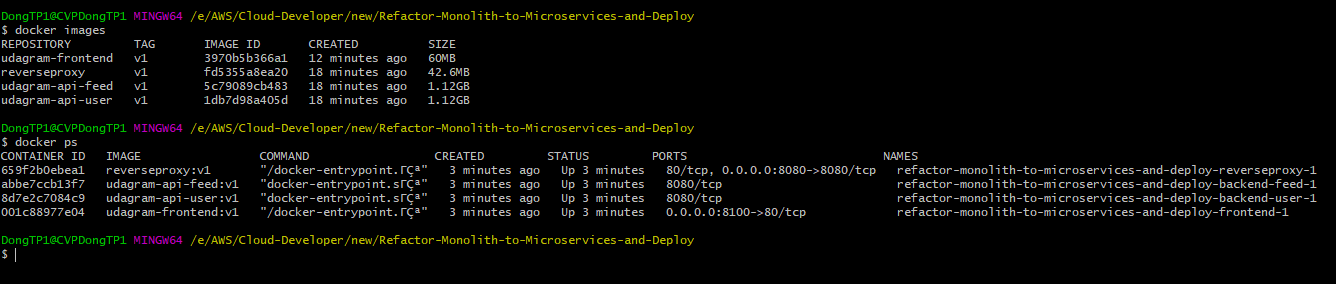 DongTP1@CVPDongTP1 MINGW64 /e/AWS/Cloud-Developer/new/Refactor-Monolith-to-Microservices-and-Deploy
$ docker images
REPOSITORY TAG IMAGE ID CREATED SIZE
udagram-frontend v1 3970b5b366a1 12 minutes ago 60MB
reverseproxy v1 fd5355a8ea20 18 minutes ago 42.6MB
udagram-api-feed v1 5c79089cb483 18 minutes ago 1.12GB
udagram-api-user v1 1db7d98a405d 18 minutes ago 1.12GB
DongTP1@CVPDongTP1 MINGW64 /e/AWS/Cloud-Developer/new/Refactor-Monolith-to-Microservices-and-Deploy
$ docker ps
CONTAINER ID IMAGE COMMAND CREATED STATUS PORTS NAMES
659f2b0ebea1 reverseproxy:v1 "/docker-entrypoint.ΓÇª" 3 minutes ago Up 3 minutes 80/tcp, 0.0.0.0:8080->8080/tcp refactor-monolith-to-microservices-and-deploy-reverseproxy-1
abbe7ccb13f7 udagram-api-feed:v1 "docker-entrypoint.sΓÇª" 3 minutes ago Up 3 minutes 8080/tcp refactor-monolith-to-microservices-and-deploy-backend-feed-1
8d7e2c7084c9 udagram-api-user:v1 "docker-entrypoint.sΓÇª" 3 minutes ago Up 3 minutes 8080/tcp refactor-monolith-to-microservices-and-deploy-backend-user-1
001c88977e04 udagram-frontend:v1 "/docker-entrypoint.ΓÇª" 3 minutes ago Up 3 minutes 0.0.0.0:8100->80/tcp refactor-monolith-to-microservices-and-deploy-frontend-1
DongTP1@CVPDongTP1 MINGW64 /e/AWS/Cloud-Developer/new/Refactor-Monolith-to-Microservices-and-Deploy
$